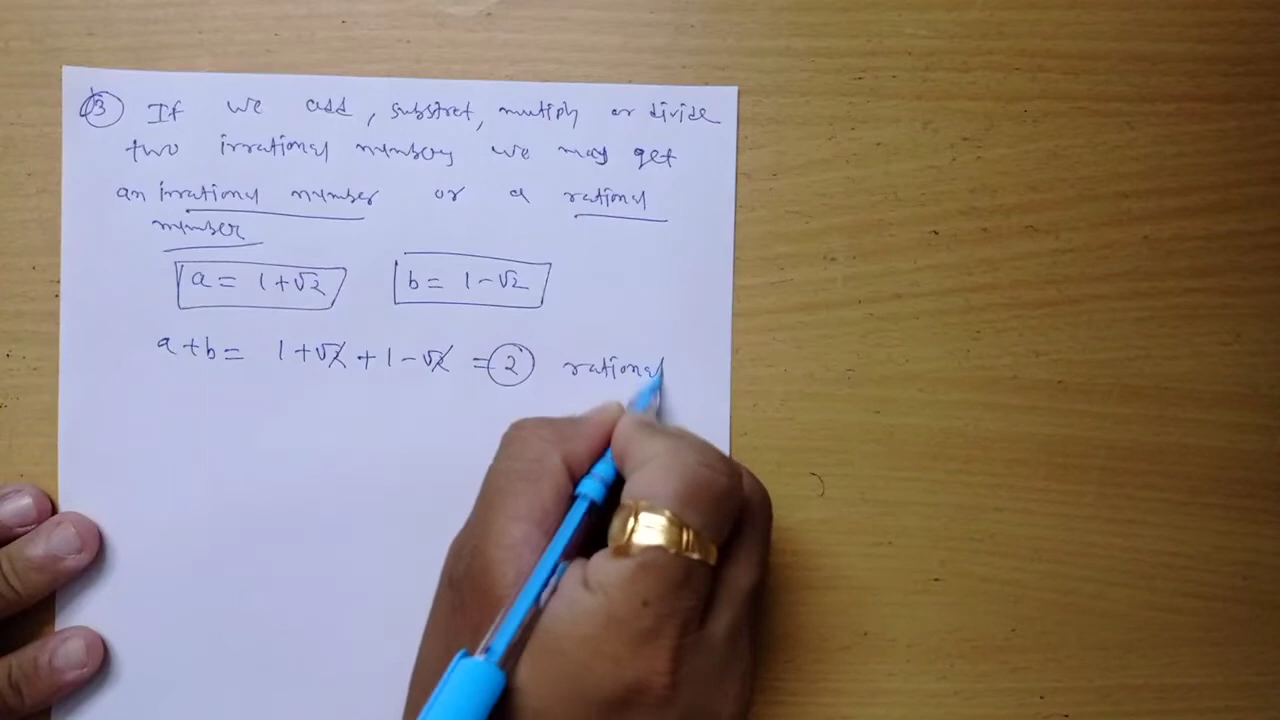 ③ If we add, substret, multiply or divide
two irrational numbers we may get
an irrational number or a rational
number
a = 1+√2 b = 1-√2
a+b = 1+√2+1-√2 = 2 rational